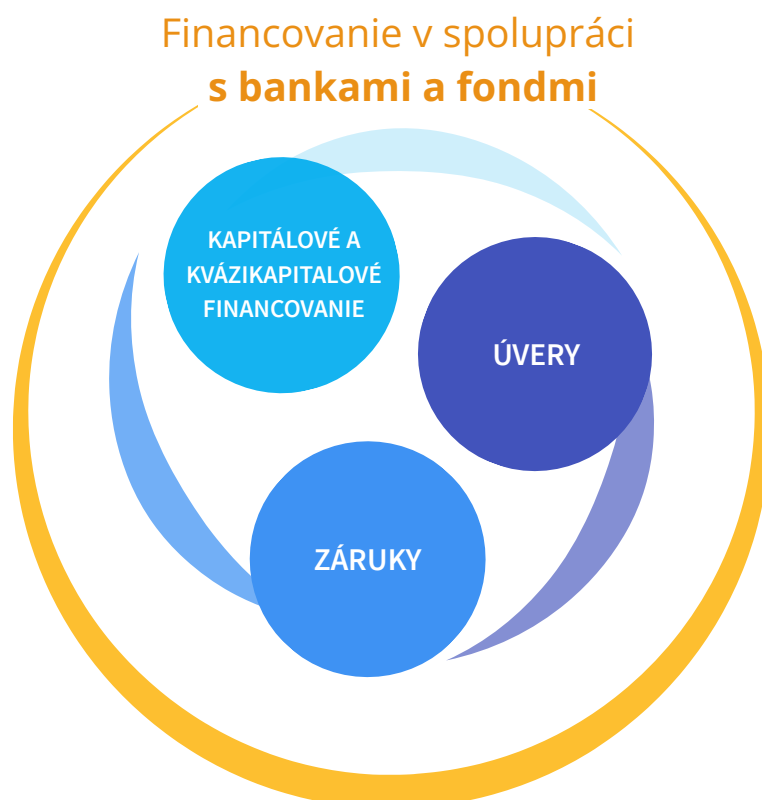 Financovanie v spolupráci
s bankami a fondmi
KAPITÁLOVÉ A
KVÁZIKAPITALOVÉ
FINANCOVANIE
ÚVERY
ZÁRUKY